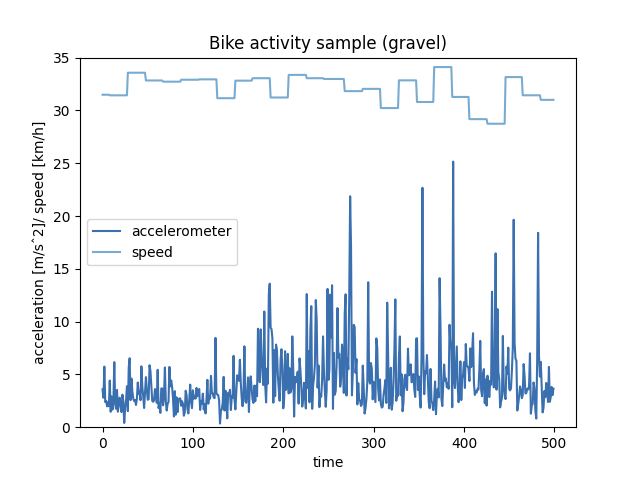 Bike activity sample (gravel)
35
30
25
20
15
10
5
0
acceleration [m/s^2]/ speed [km/h]
accelerometer
speed
0 100 200 300 400 500
time